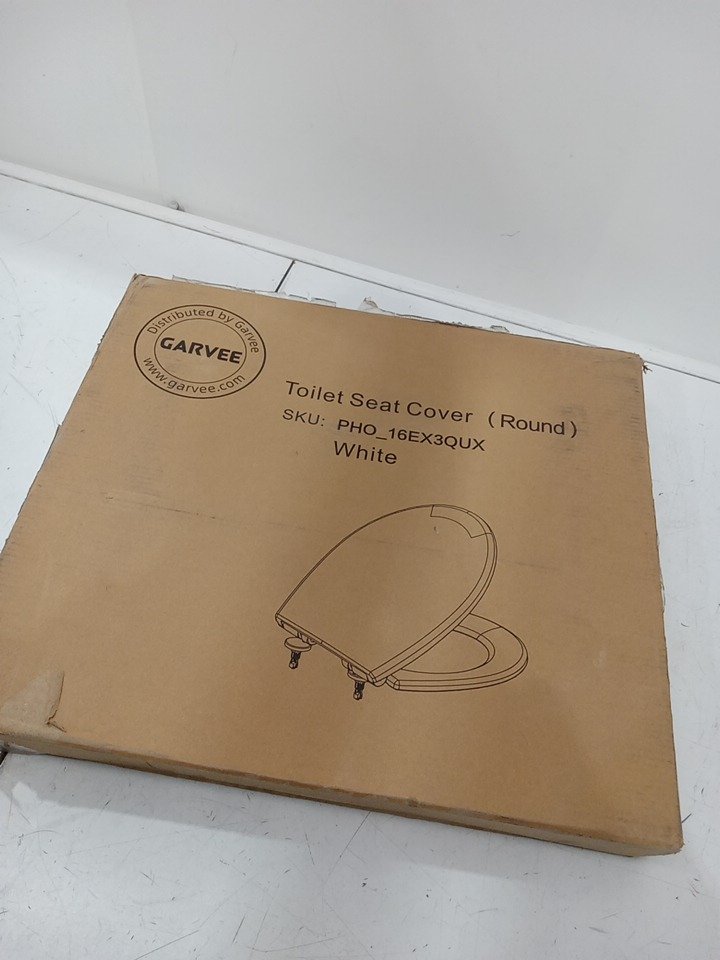 Distributed by Garvee
GARVEE
www.garvee.com
Toilet Seat Cover (Round)
SKU: PHO_16EX3QUX
White